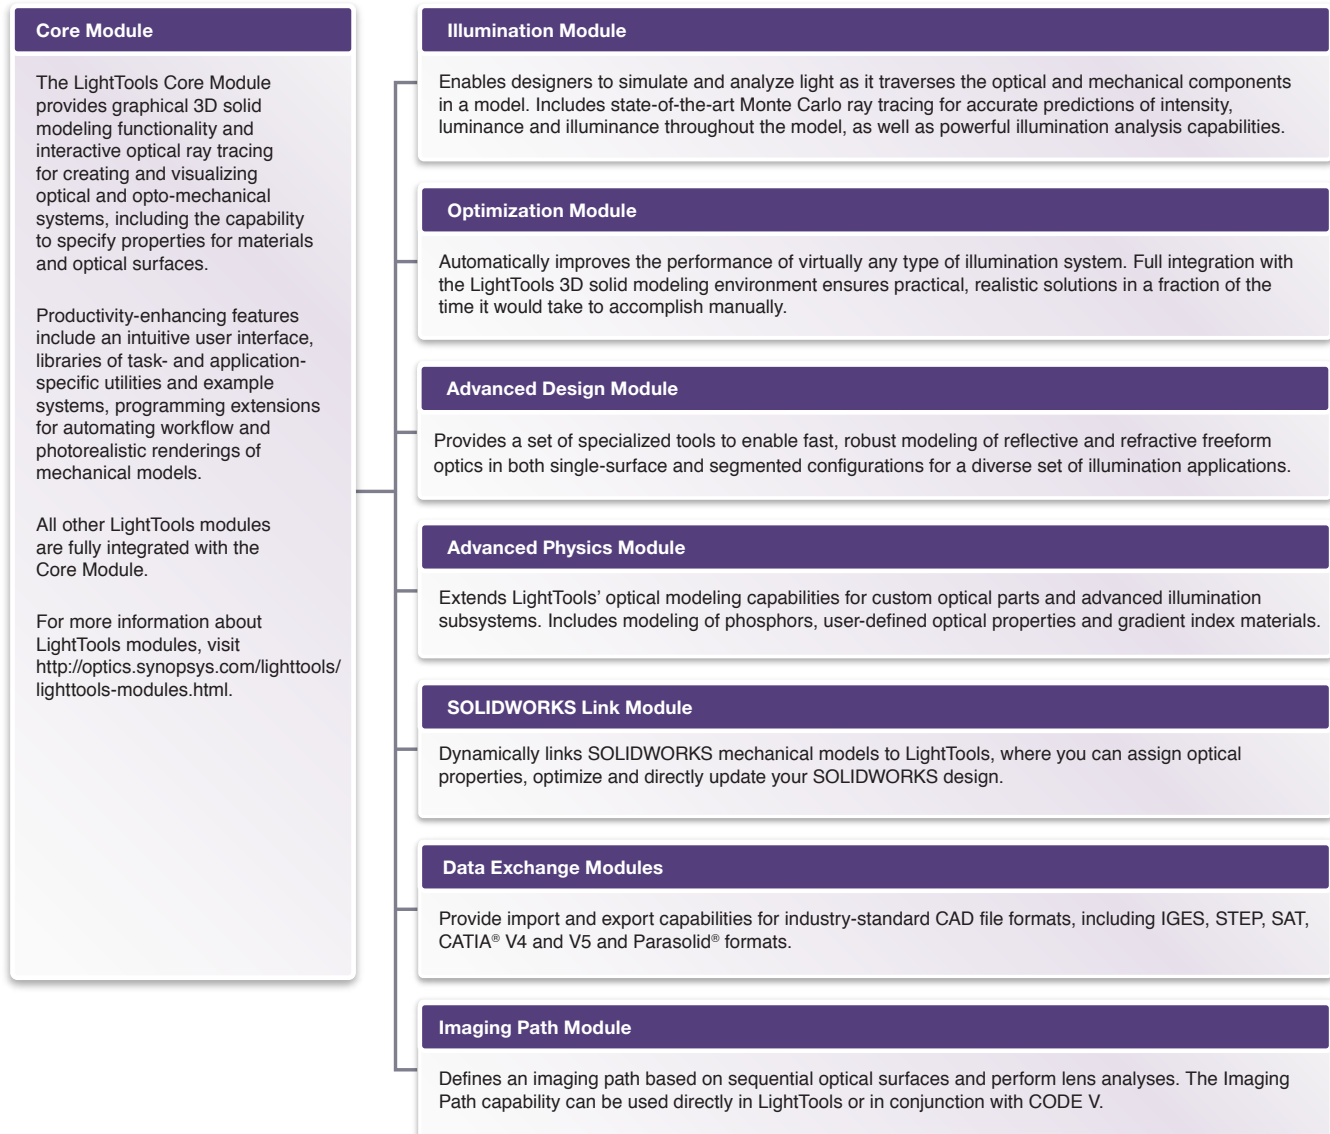 Core Module
The LightTools Core Module
provides graphical 3D solid
modeling functionality and
interactive optical ray tracing
for creating and visualizing
optical and opto-mechanical
systems, including the capability
to specify properties for materials
and optical surfaces.
Productivity-enhancing features
include an intuitive user interface,
libraries of task- and application-
specific utilities and example
systems, programming extensions
for automating workflow and
photorealistic renderings of
mechanical models.
All other LightTools modules
are fully integrated with the
Core Module.
For more information about
LightTools modules, visit
http://optics.synopsys.com/lighttools/
lighttools-modules.html.
Illumination Module
Enables designers to simulate and analyze light as it traverses the optical and mechanical components
in a model. Includes state-of-the-art Monte Carlo ray tracing for accurate predictions of intensity,
luminance and illuminance throughout the model, as well as powerful illumination analysis capabilities.
Optimization Module
Automatically improves the performance of virtually any type of illumination system. Full integration with
the LightTools 3D solid modeling environment ensures practical, realistic solutions in a fraction of the
time it would take to accomplish manually.
Advanced Design Module
Provides a set of specialized tools to enable fast, robust modeling of reflective and refractive freeform
optics in both single-surface and segmented configurations for a diverse set of illumination applications.
Advanced Physics Module
Extends LightTools’ optical modeling capabilities for custom optical parts and advanced illumination
subsystems. Includes modeling of phosphors, user-defined optical properties and gradient index materials.
SOLIDWORKS Link Module
Dynamically links SOLIDWORKS mechanical models to LightTools, where you can assign optical
properties, optimize and directly update your SOLIDWORKS design.
Data Exchange Modules
Provide import and export capabilities for industry-standard CAD file formats, including IGES, STEP, SAT,
CATIA® V4 and V5 and Parasolid® formats.
Imaging Path Module
Defines an imaging path based on sequential optical surfaces and perform lens analyses. The Imaging
Path capability can be used directly in LightTools or in conjunction with CODE V.